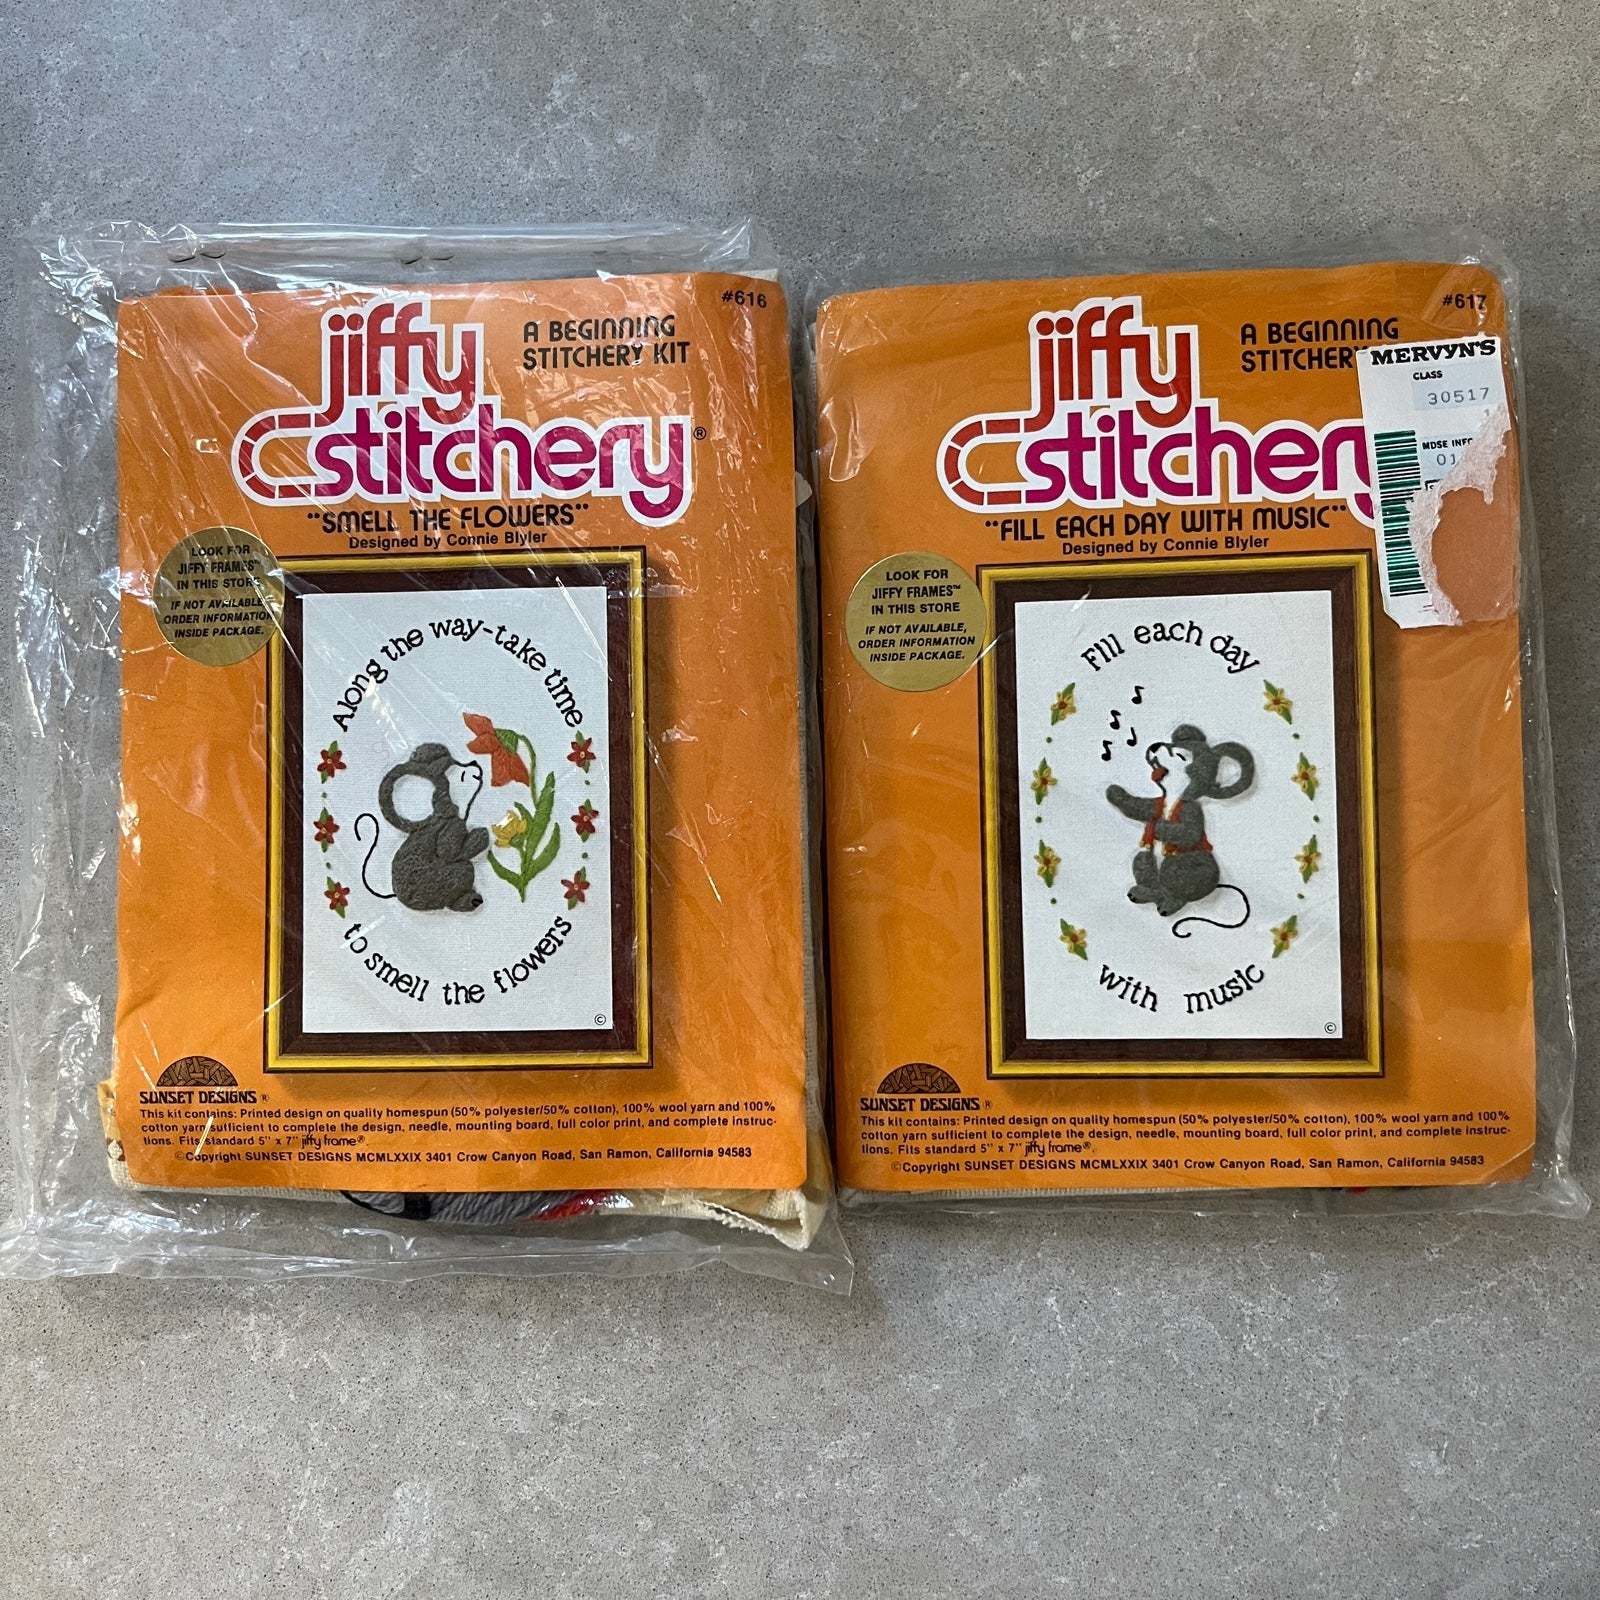 #616
jiffy
stitchery®
A BEGINNING
STITCHERY KIT
"SMELL THE FLOWERS"
Designed by Connie Blyler
LOOK FOR
JIFFY FRAMES™
IN THIS STORE
IF NOT AVAILABLE,
ORDER INFORMATION
INSIDE PACKAGE.
Along the way-take time
to smell the flowers
©
SUNSET DESIGNS®
This kit contains: Printed design on quality homespun (50% polyester/50% cotton), 100% wool yarn and 100%
cotton yarn sufficient to complete the design, needle, mounting board, full color print, and complete instruc-
tions. Fits standard 5" x 7" jiffy frame®.
©Copyright SUNSET DESIGNS MCMLXXIX 3401 Crow Canyon Road, San Ramon, California 94583
#617
jiffy
stitchery
A BEGINNING
STITCHERY
MERVYN'S
CLASS
30517
MDSE INFO
"FILL EACH DAY WITH MUSIC"
Designed by Connie Blyler
LOOK FOR
JIFFY FRAMES™
IN THIS STORE
IF NOT AVAILABLE,
ORDER INFORMATION
INSIDE PACKAGE.
Fill each day
with music
©
SUNSET DESIGNS®
This kit contains: Printed design on quality homespun (50% polyester/50% cotton), 100% wool yarn and 100%
cotton yarn sufficient to complete the design, needle, mounting board, full color print, and complete instruc-
tions. Fits standard 5" x 7" jiffy frame®.
©Copyright SUNSET DESIGNS MCMLXXIX 3401 Crow Canyon Road, San Ramon, California 94583